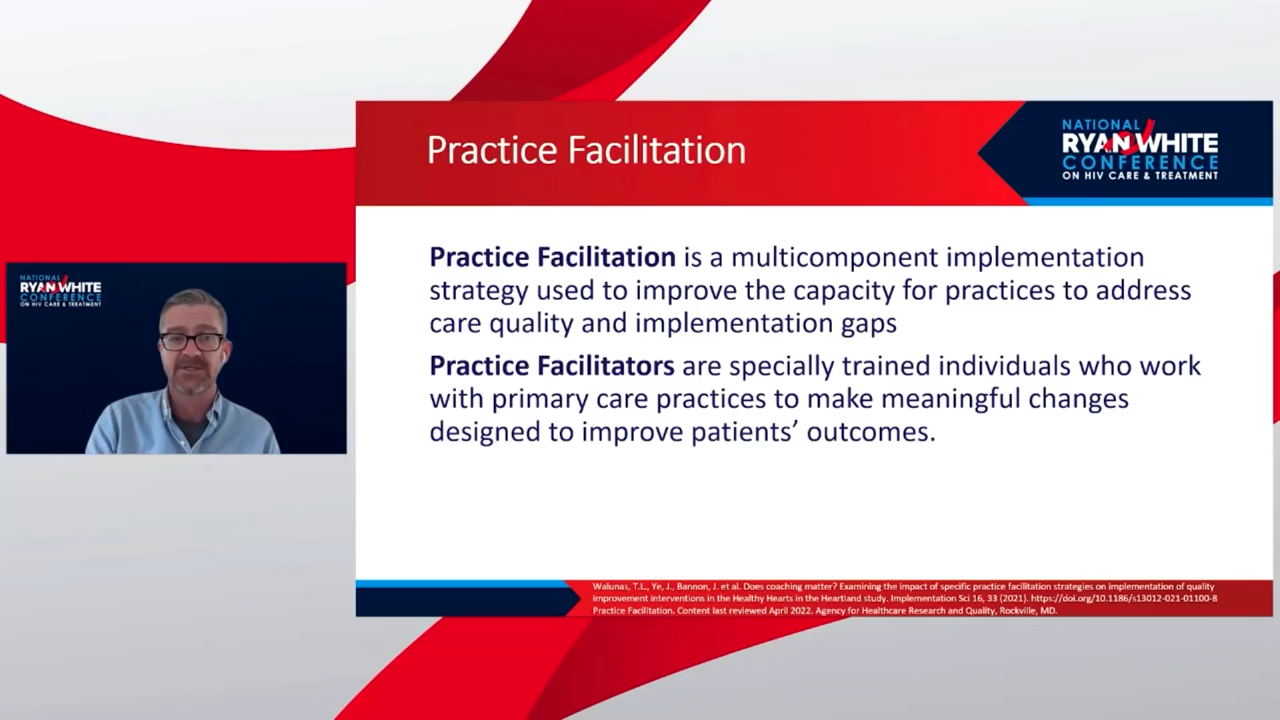 NATIONAL
RYAN WHITE
CONFERENCE
ON HIV CARE & TREATMENT
Practice Facilitation
NATIONAL
RYAN WHITE
CONFERENCE
ON HIV CARE & TREATMENT
Practice Facilitation is a multicomponent implementation
strategy used to improve the capacity for practices to address
care quality and implementation gaps
Practice Facilitators are specially trained individuals who work
with primary care practices to make meaningful changes
designed to improve patients’ outcomes.
Walunas, T.L., Ye, J., Bannon, J. et al. Does coaching matter? Examining the impact of specific practice facilitation strategies on implementation of quality
improvement interventions in the Healthy Hearts in the Heartland study. Implementation Sci 16, 33 (2021). https://doi.org/10.1186/s13012-021-01100-8
Practice Facilitation. Content last reviewed April 2022. Agency for Healthcare Research and Quality, Rockville, MD.